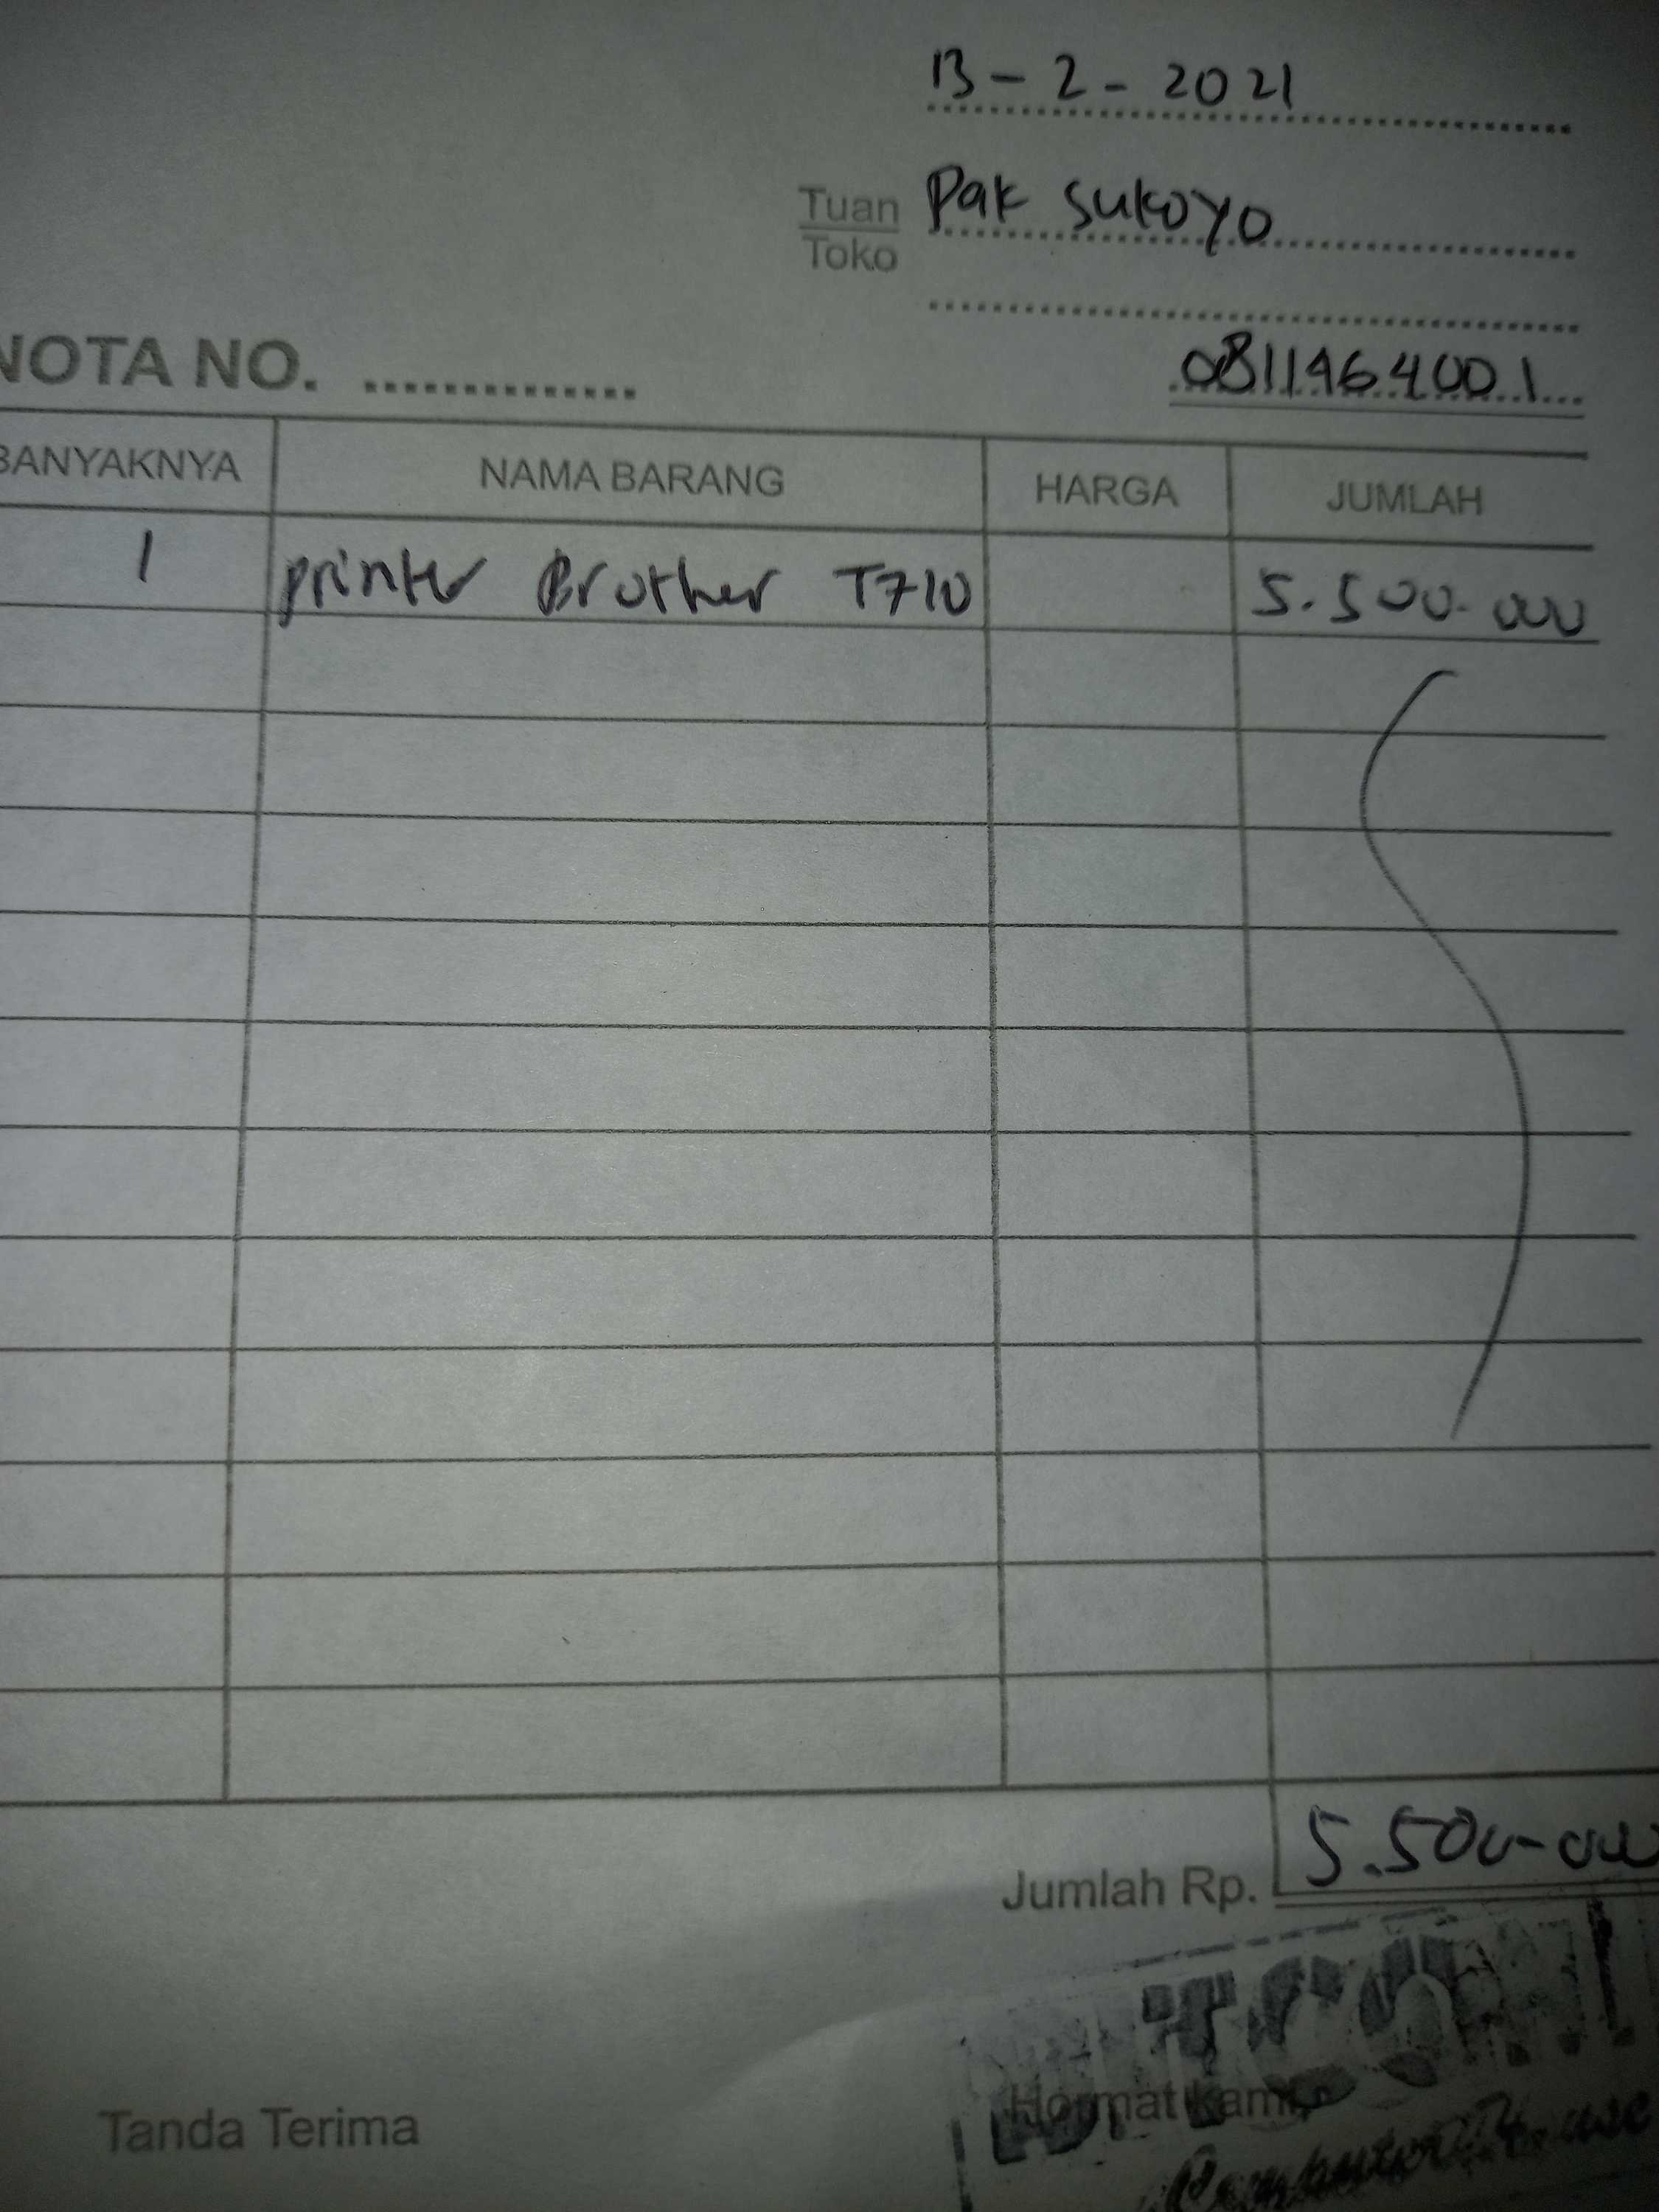 13 - 2 - 2021
Tuan Pak Sukoyo
Toko
NOTA NO. ..............
0811464001
BANYAKNYA NAMA BARANG HARGA JUMLAH
1 printer Brother T710 5.500.000
Jumlah Rp. 5.500.000
Tanda Terima Hormat Kami,